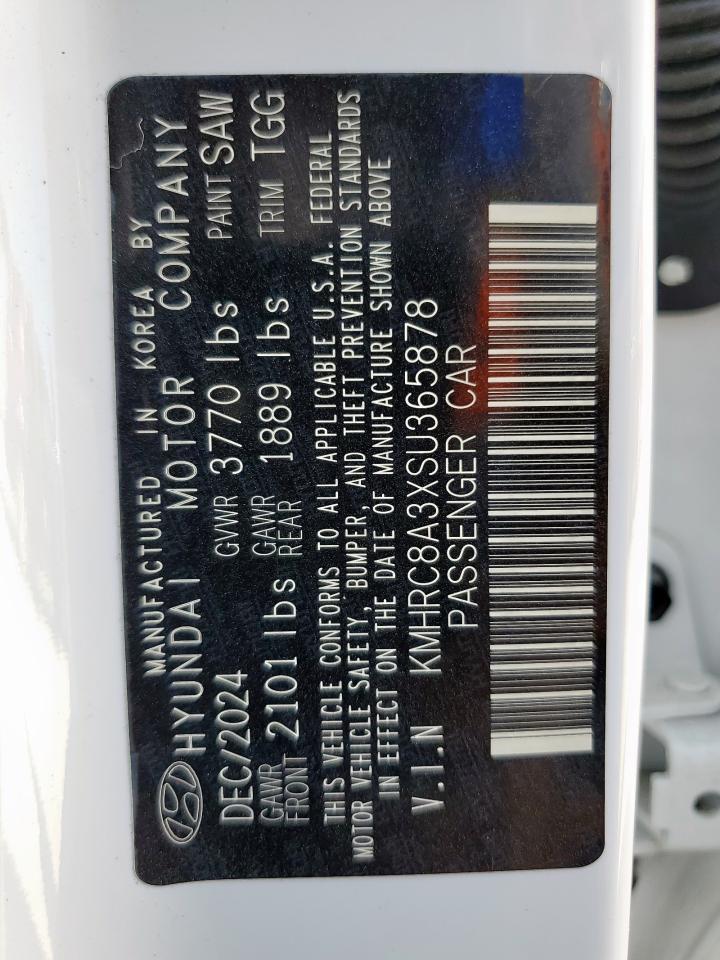 MANUFACTURED IN KOREA BY
HYUNDAI MOTOR COMPANY
DEC/2024 GVWR 3770 lbs PAINT SAW
GAWR FRONT 2101 lbs GAWR REAR 1889 lbs TRIM TGG
THIS VEHICLE CONFORMS TO ALL APPLICABLE U.S.A. FEDERAL
MOTOR VEHICLE SAFETY, BUMPER, AND THEFT PREVENTION STANDARDS
IN EFFECT ON THE DATE OF MANUFACTURE SHOWN ABOVE
V.I.N KMHRC8A3XSU365878
PASSENGER CAR